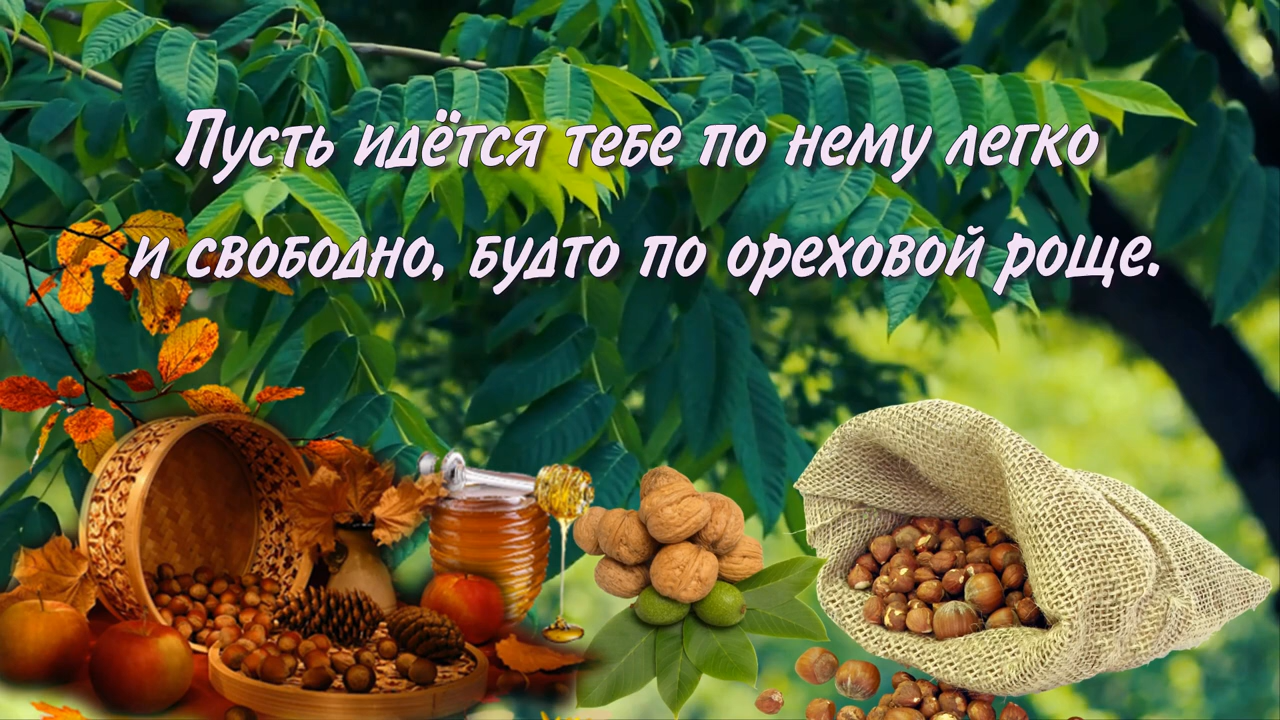 Пусть идётся тебе по нему легко
и свободно, будто по ореховой роще.